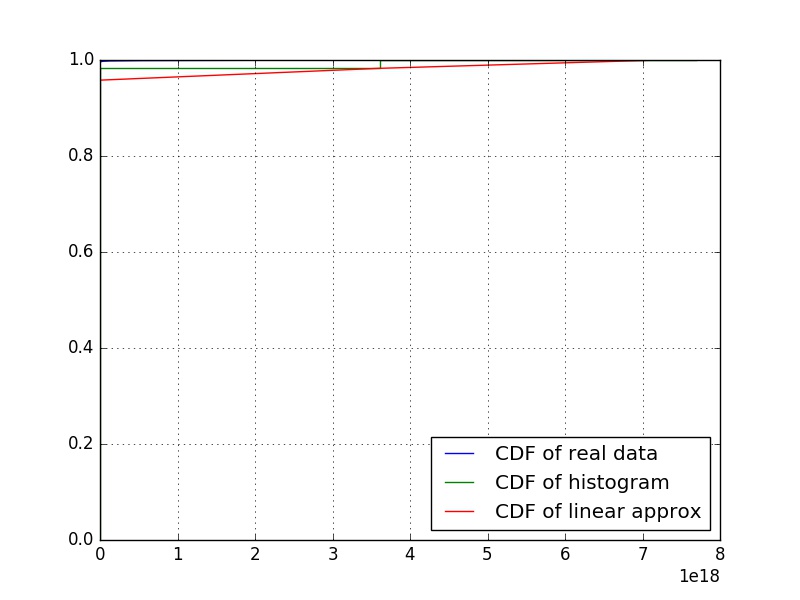 1.0
0.8
0.6
0.4
0.2
0.0
CDF of real data
CDF of histogram
CDF of linear approx
0 1 2 3 4 5 6 7 8
1e18